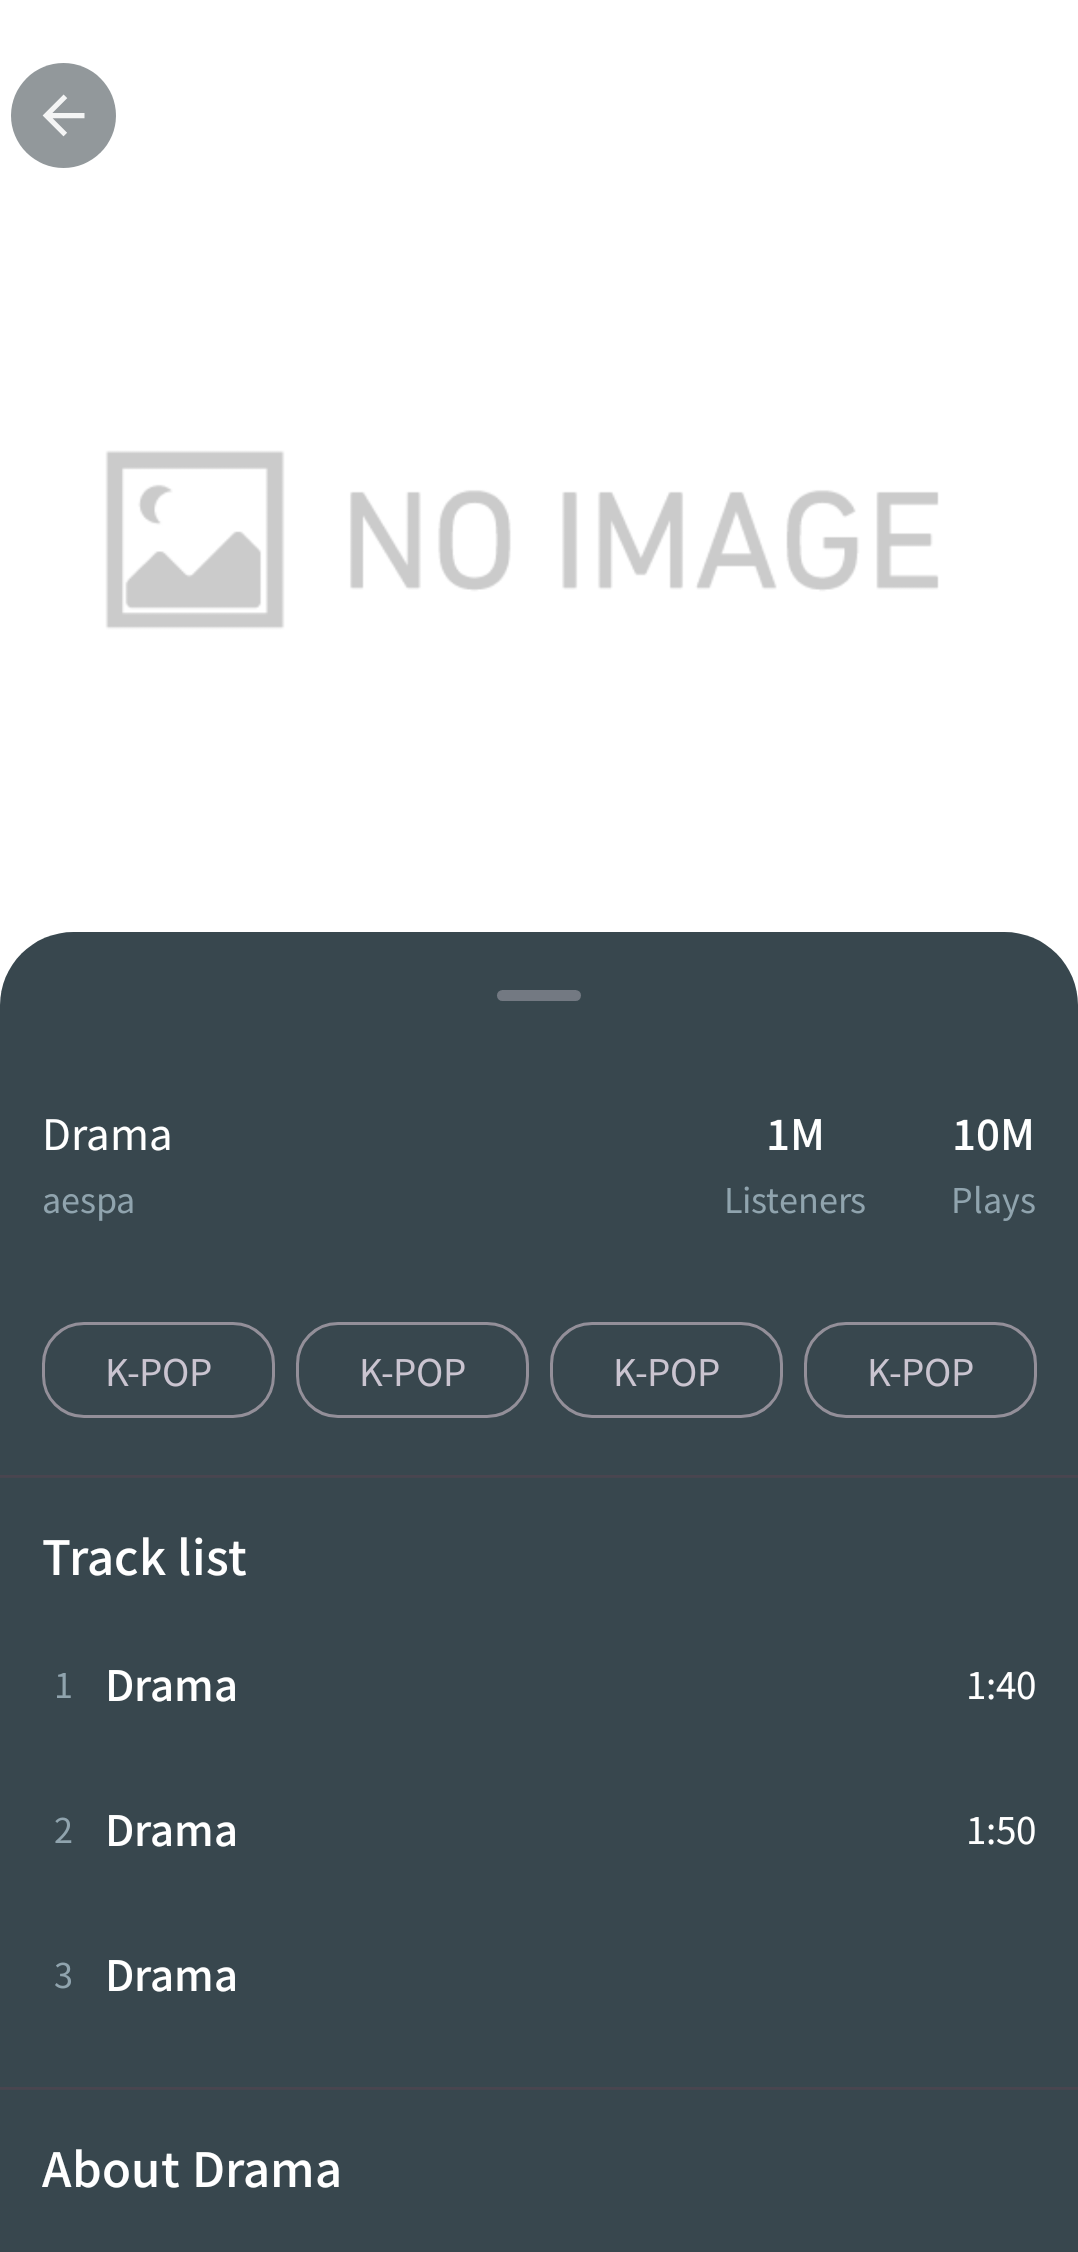 NO IMAGE
Drama 1M 10M
aespa Listeners Plays
K-POP K-POP K-POP K-POP
Track list
1 Drama 1:40
2 Drama 1:50
3 Drama
About Drama